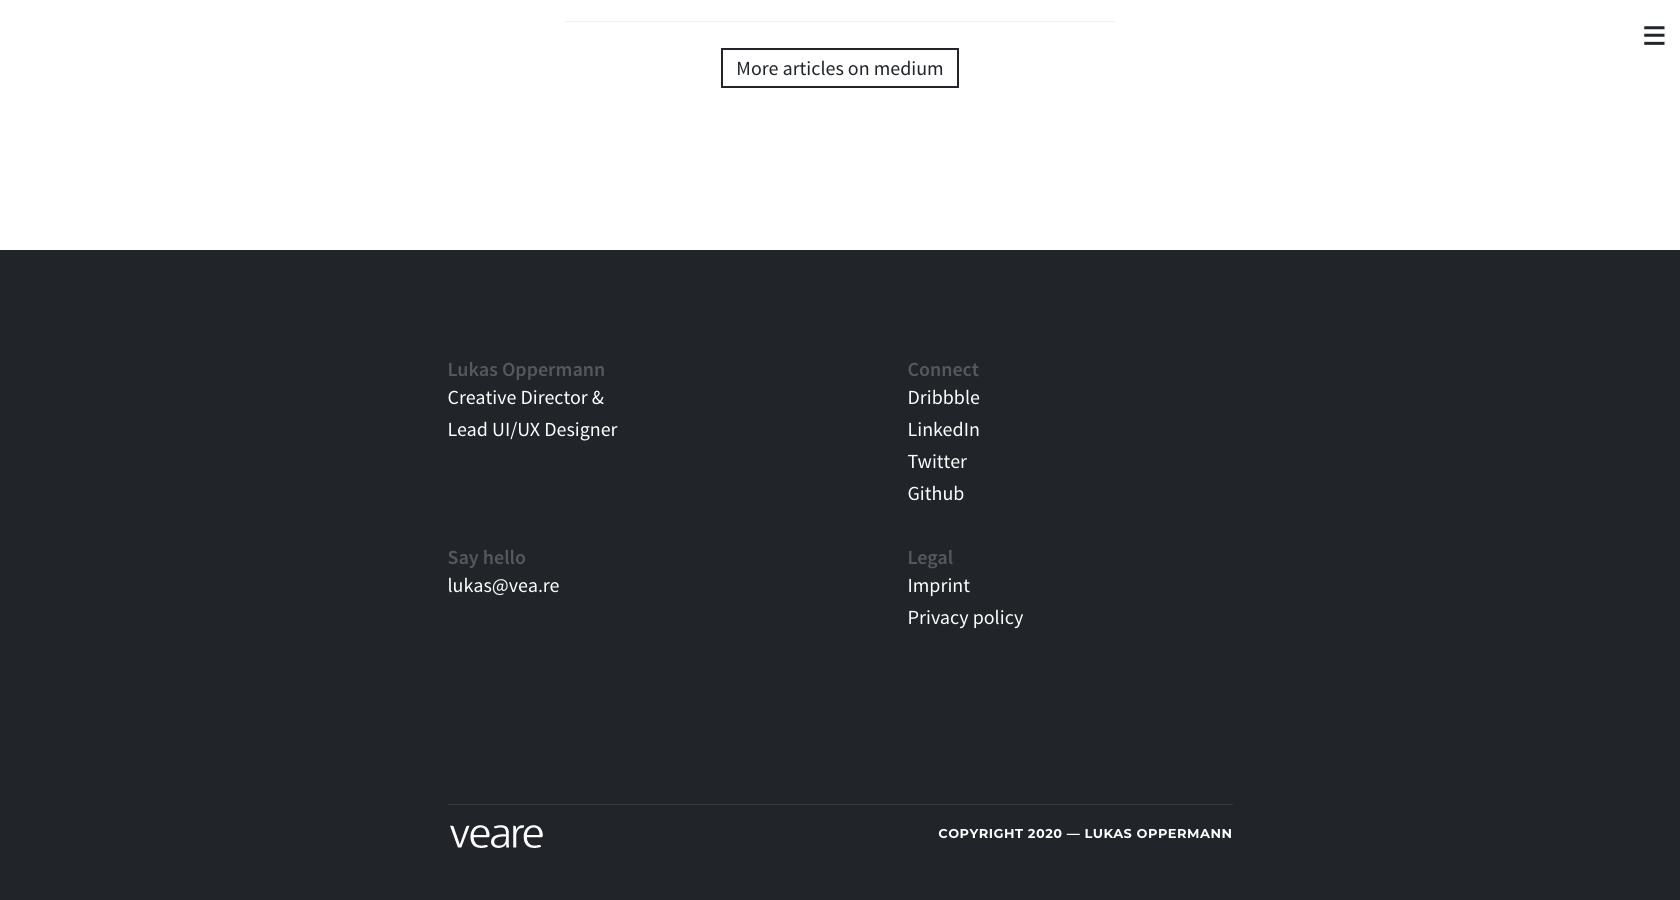 More articles on medium
Lukas Oppermann
Creative Director &
Lead UI/UX Designer
Connect
Dribbble
LinkedIn
Twitter
Github
Say hello
lukas@vea.re
Legal
Imprint
Privacy policy
veare
COPYRIGHT 2020 — LUKAS OPPERMANN